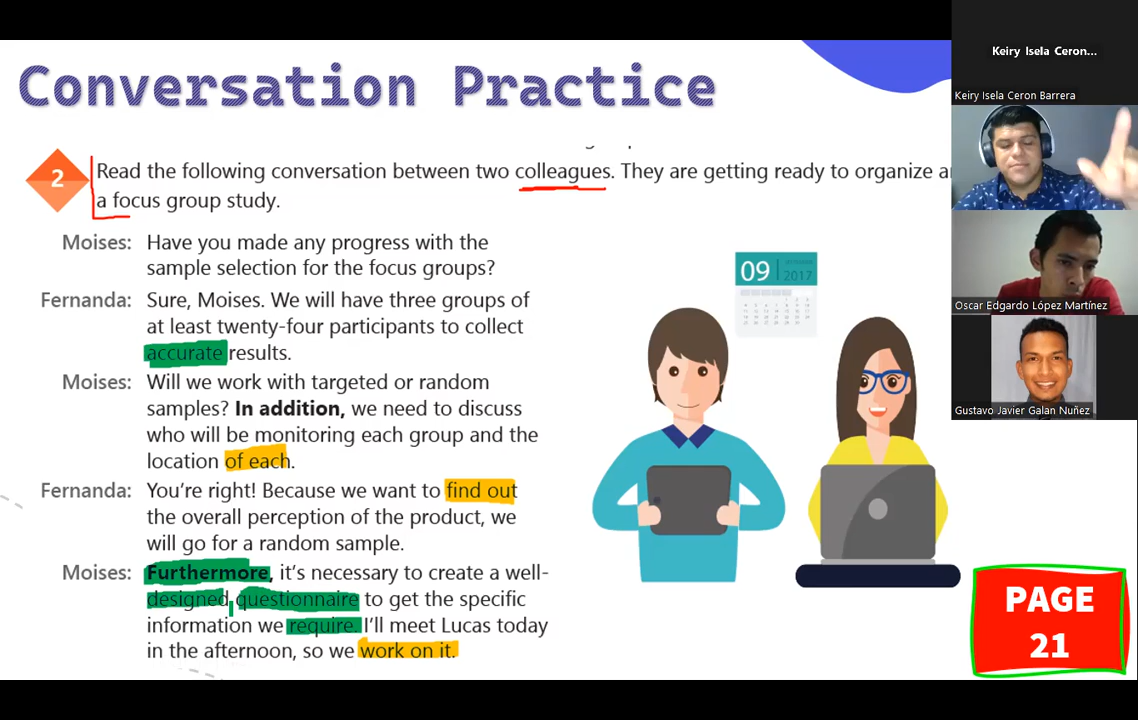 Conversation Practice
2
Read the following conversation between two colleagues. They are getting ready to organize
a focus group study.
Moises: Have you made any progress with the
sample selection for the focus groups?
Fernanda: Sure, Moises. We will have three groups of
at least twenty-four participants to collect
accurate results.
Moises: Will we work with targeted or random
samples? In addition, we need to discuss
who will be monitoring each group and the
location of each.
Fernanda: You're right! Because we want to find out
the overall perception of the product, we
will go for a random sample.
Moises: Furthermore, it's necessary to create a well-
designed questionnaire to get the specific
information we require. I'll meet Lucas today
in the afternoon, so we work on it.
09
2017
PAGE
21
Keiry Isela Ceron...
Keiry Isela Ceron Barrera
Oscar Edgardo López Martínez
Gustavo Javier Galan Nuñez